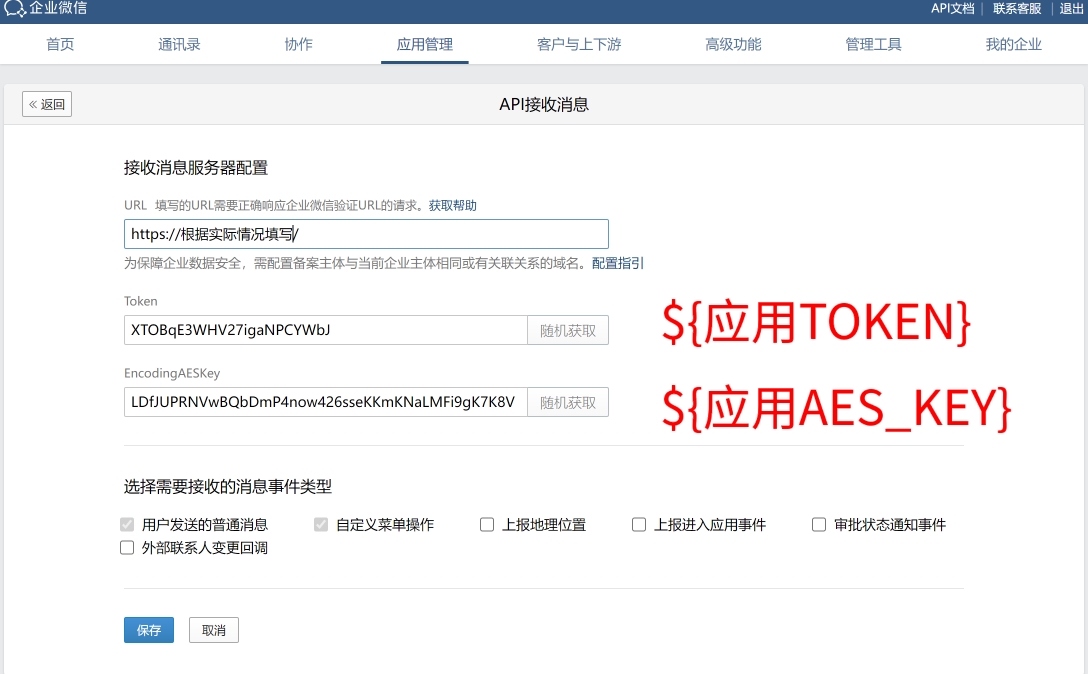 企业微信 API文档 | 联系客服 | 退出
首页 通讯录 协作 应用管理 客户与上下游 高级功能 管理工具 我的企业
« 返回 API接收消息
接收消息服务器配置
URL 填写的URL需要正确响应企业微信验证URL的请求。获取帮助
https://根据实际情况填写/
为保障企业数据安全，需配置备案主体与当前企业主体相同或有关联关系的域名。配置指引
Token
XTOBqE3WHV27igaNPCYWbJ 随机获取 ${应用TOKEN}
EncodingAESKey
LDfJUPRNVwBQbDmP4now426sseKKmKNaLMFi9gK7K8V 随机获取 ${应用AES_KEY}
选择需要接收的消息事件类型
用户发送的普通消息 自定义菜单操作 上报地理位置 上报进入应用事件 审批状态通知事件
外部联系人变更回调
保存 取消